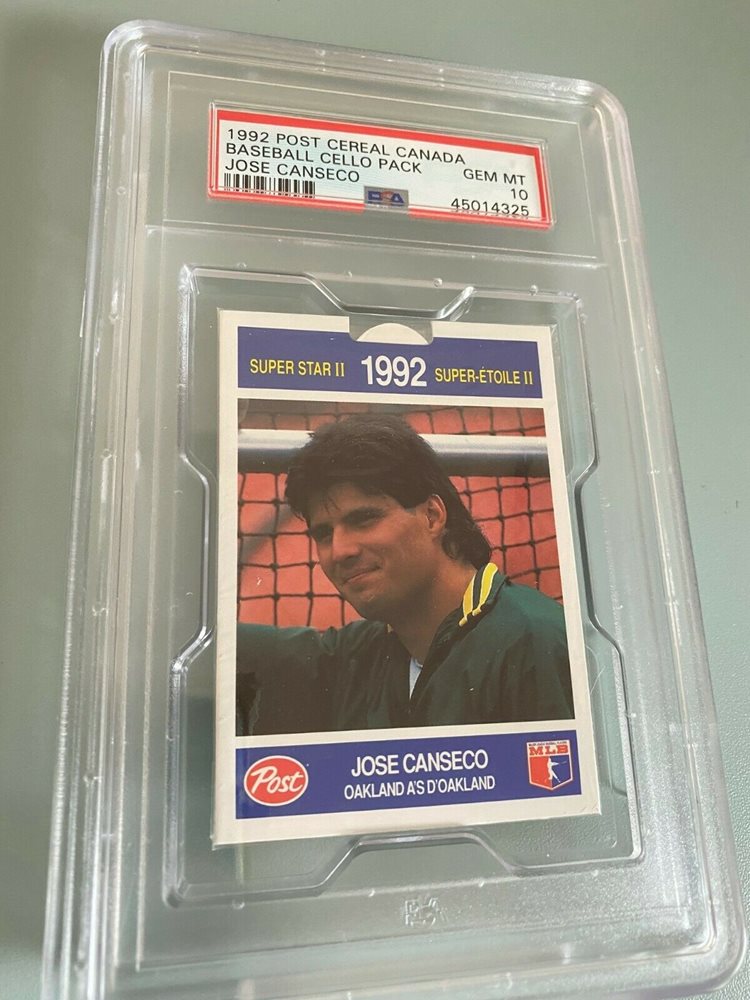 1992 POST CEREAL CANADA
BASEBALL CELLO PACK GEM MT
JOSE CANSECO 10
PSA 45014325
SUPER STAR II 1992 SUPER-ÉTOILE II
Post JOSE CANSECO MLB
OAKLAND A'S D'OAKLAND